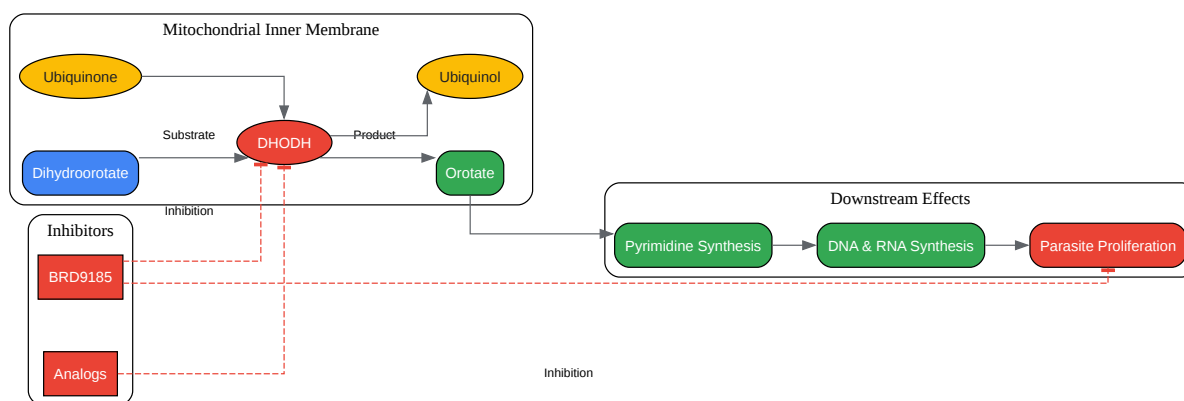 Mitochondrial Inner Membrane
Ubiquinone
Ubiquinol
Substrate
DHODH
Product
Dihydroorotate
Orotate
Inhibition
Inhibitors
BRD9185
Analogs
Downstream Effects
Pyrimidine Synthesis
DNA & RNA Synthesis
Parasite Proliferation
Inhibition